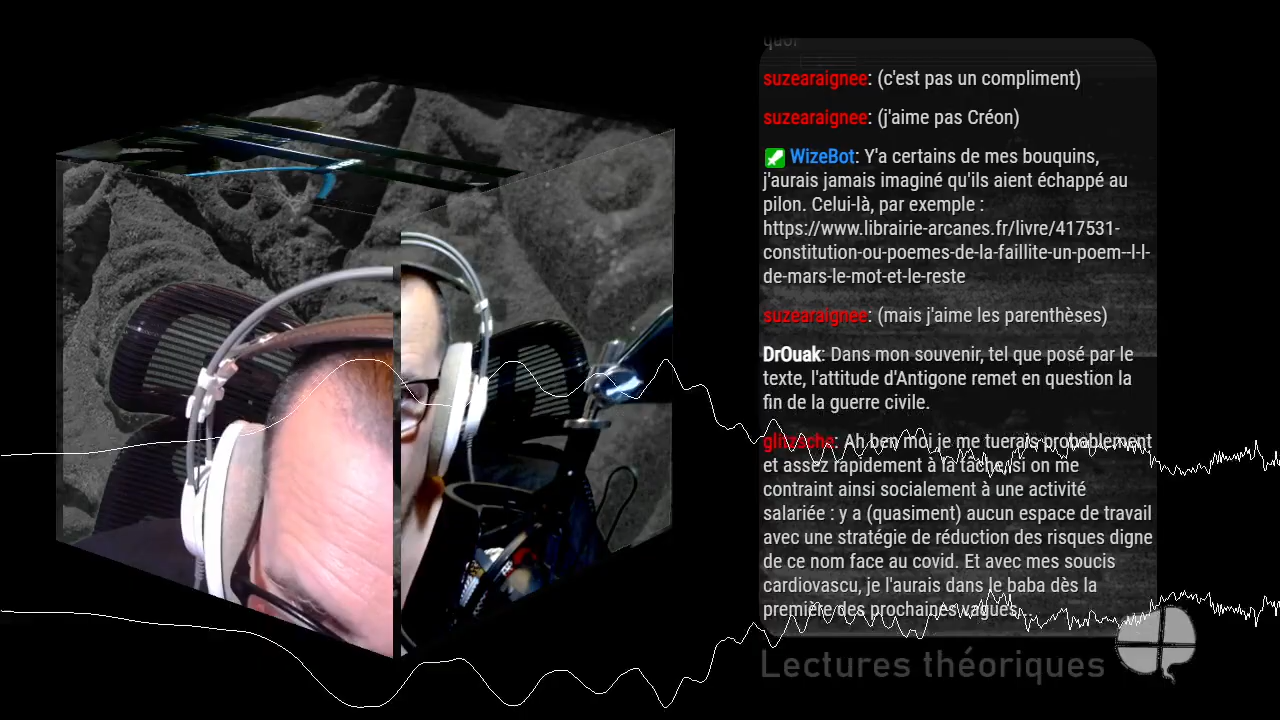 quoi
suzearaignee: (c'est pas un compliment)
suzearaignee: (j'aime pas Créon)
WizeBot: Y'a certains de mes bouquins,
j'aurais jamais imaginé qu'ils aient échappé au
pilon. Celui-là, par exemple :
https://www.librairie-arcanes.fr/livre/417531-
constitution-ou-poemes-de-la-faillite-un-poem--l-l-
de-mars-le-mot-et-le-reste
suzearaignee: (mais j'aime les parenthèses)
DrOuak: Dans mon souvenir, tel que posé par le
texte, l'attitude d'Antigone remet en question la
fin de la guerre civile.
: Ah ben moi je me tuerais probablement
et assez rapidement à la tâche, si on me
contraint ainsi socialement à une activité
salariée : y a (quasiment) aucun espace de travail
avec une stratégie de réduction des risques digne
de ce nom face au covid. Et avec mes soucis
cardiovascu, je l'aurais dans le baba dès la
première des prochaines vagues...
Lectures théoriques